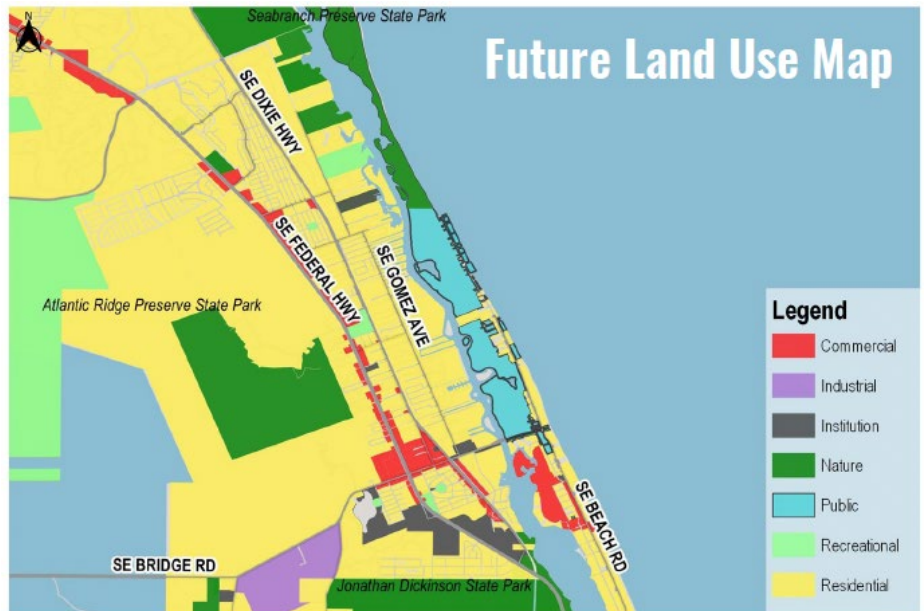 Seabranch Preserve State Park
N
Future Land Use Map
SE DIXIE HWY
SE FEDERAL HWY
SE GOMEZ AVE
Atlantic Ridge Preserve State Park
Legend
Commercial
Industrial
Institution
Nature
Public
Recreational
Residential
SE BEACH RD
SE BRIDGE RD
Jonathan Dickinson State Park